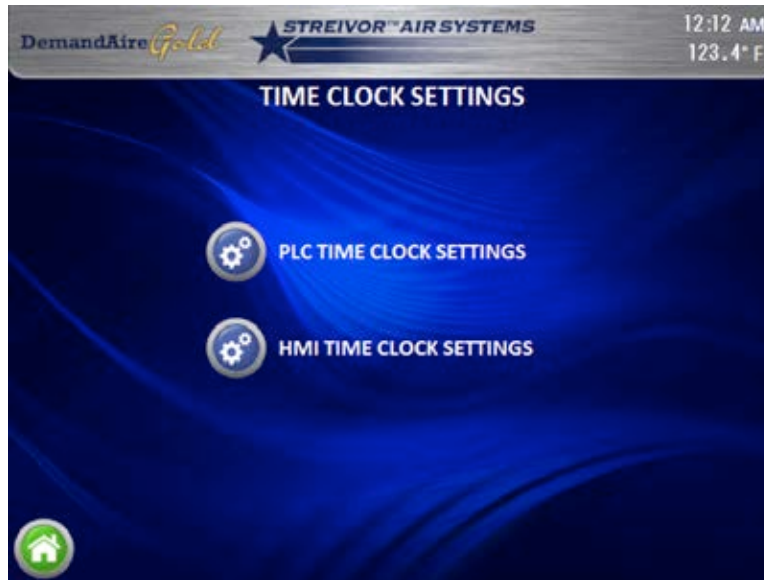 DemandAire Gold
STREIVOR™ AIR SYSTEMS
12:12 AM
123.4° F
TIME CLOCK SETTINGS
PLC TIME CLOCK SETTINGS
HMI TIME CLOCK SETTINGS